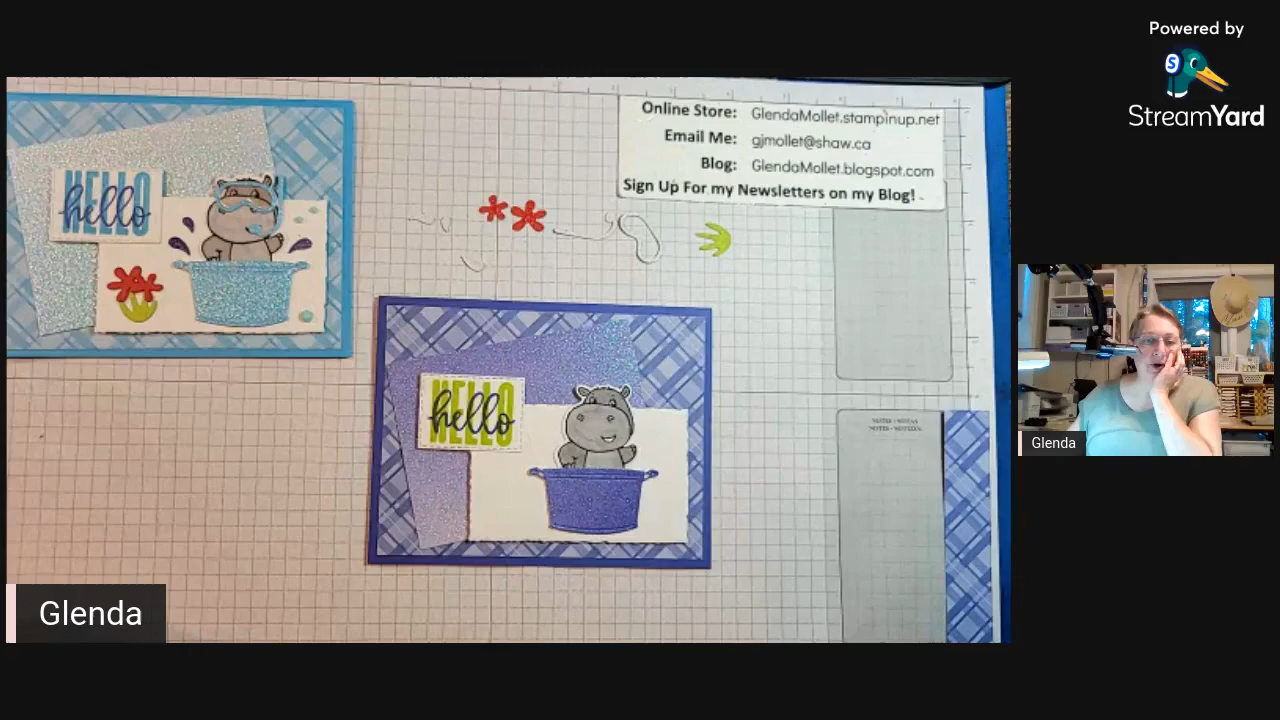 Powered by
S
StreamYard
Online Store: GlendaMollet.stampinup.net
Email Me: gjmollet@shaw.ca
Blog: GlendaMollet.blogspot.com
Sign Up For my Newsletters on my Blog!
HELLO
hello
HELLO
hello
Glenda
Glenda